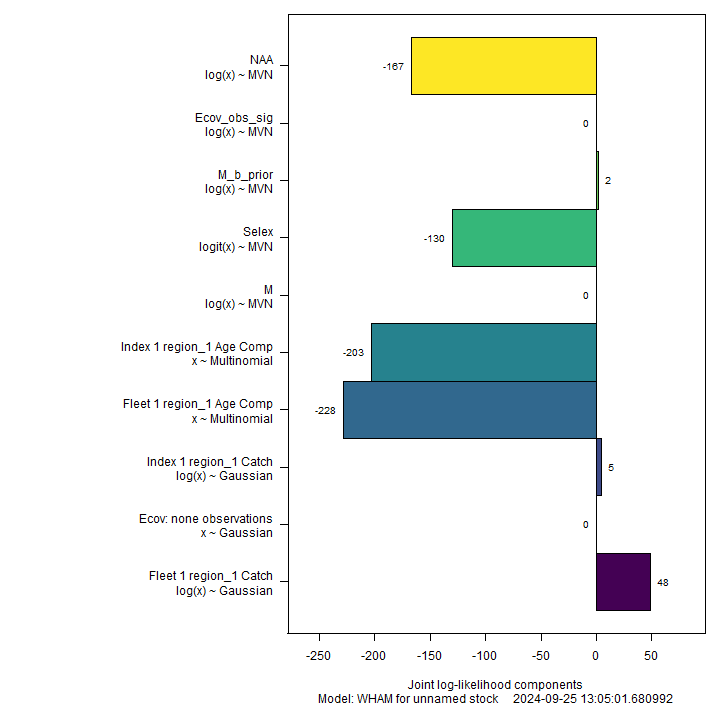 NAA
log(x) ~ MVN
-167
Ecov_obs_sig
log(x) ~ MVN
0
M_b_prior
log(x) ~ MVN
2
Selex
logit(x) ~ MVN
-130
M
log(x) ~ MVN
0
Index 1 region_1 Age Comp
x ~ Multinomial
-203
Fleet 1 region_1 Age Comp
x ~ Multinomial
-228
Index 1 region_1 Catch
log(x) ~ Gaussian
5
Ecov: none observations
x ~ Gaussian
0
Fleet 1 region_1 Catch
log(x) ~ Gaussian
48
-250 -200 -150 -100 -50 0 50
Joint log-likelihood components
Model: WHAM for unnamed stock 2024-09-25 13:05:01.680992